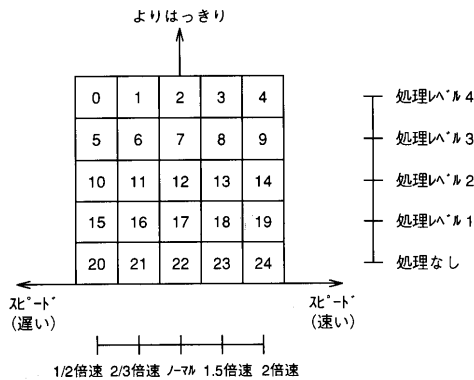 よりはっきり
0 1 2 3 4 処理ﾚﾍﾞﾙ 4
5 6 7 8 9 処理ﾚﾍﾞﾙ 3
10 11 12 13 14 処理ﾚﾍﾞﾙ 2
15 16 17 18 19 処理ﾚﾍﾞﾙ 1
20 21 22 23 24 処理なし
ｽﾋﾟｰﾄﾞ ｽﾋﾟｰﾄﾞ
(遅い) (速い)
1/2倍速 2/3倍速 ﾉｰﾏﾙ 1.5倍速 2倍速